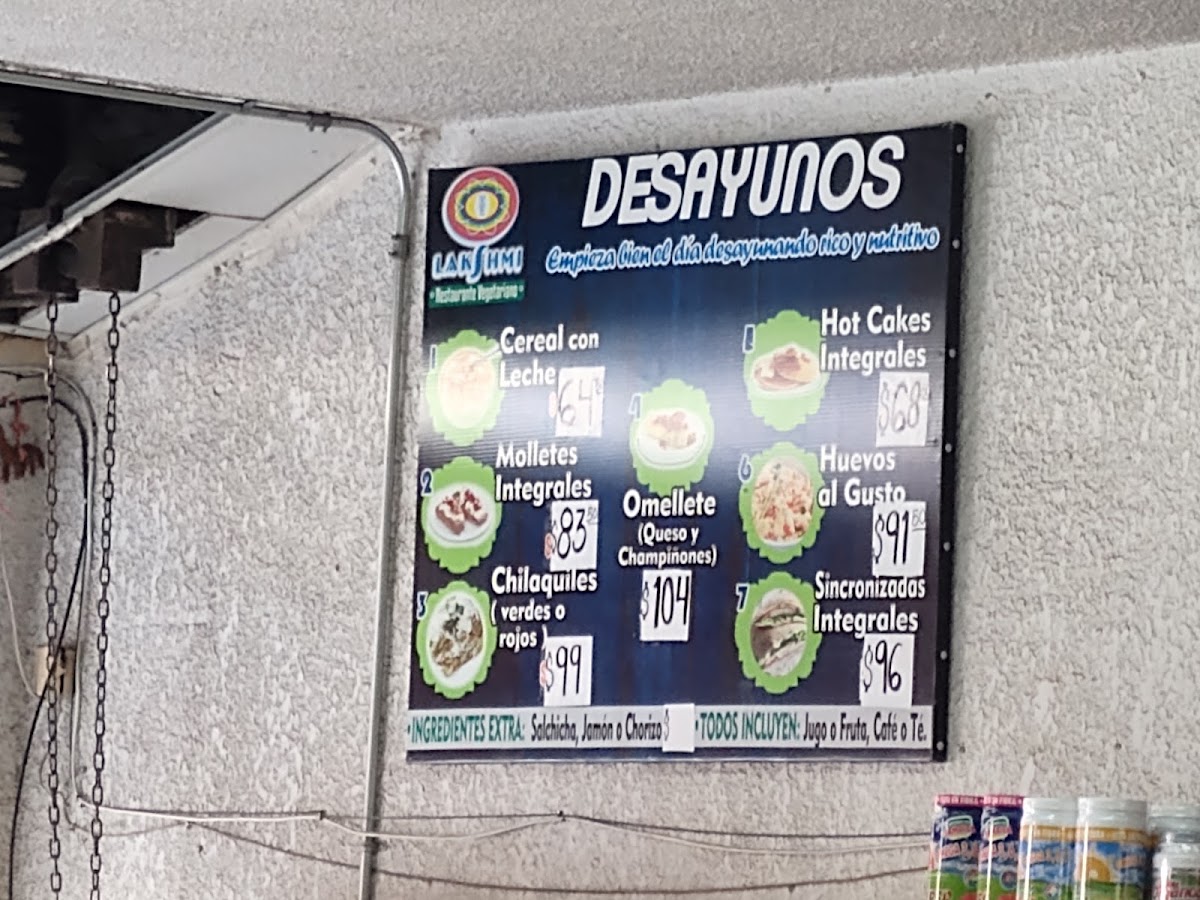 DESAYUNOS
Empieza bien el día desayunando rico y nutritivo
LAKSHMI
• Restaurante Vegetariano •
1
Cereal con
Leche
64
2
Molletes
Integrales
$83.50
3
Chilaquiles
( verdes o
rojos )
$99
4
Omellete
(Queso y
Champiñones)
$104
Hot Cakes
Integrales
$68
6
Huevos
al Gusto
$91.50
7
Sincronizadas
Integrales
$96
•INGREDIENTES EXTRA: Salchicha, Jamón o Chorizo $
•TODOS INCLUYEN: Jugo o Fruta, Café o Té.